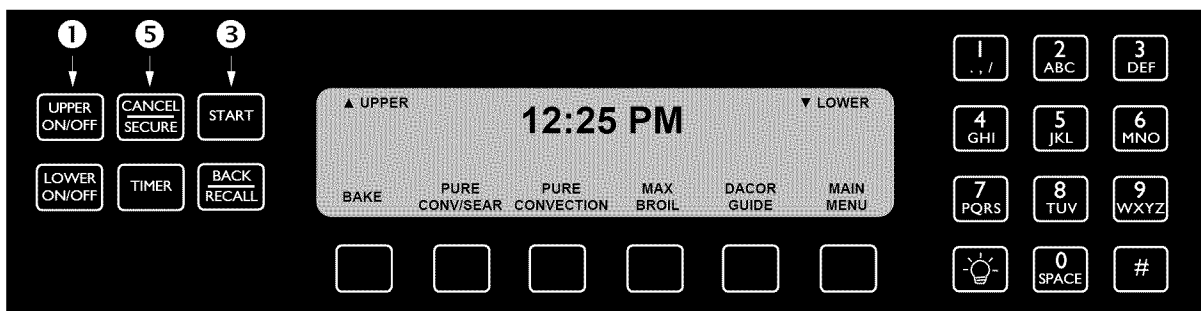 1
5
3
UPPER
ON/OFF
CANCEL
SECURE
START
LOWER
ON/OFF
TIMER
BACK
RECALL
▲ UPPER
▼ LOWER
12:25 PM
BAKE
PURE
CONV/SEAR
PURE
CONVECTION
MAX
BROIL
DACOR
GUIDE
MAIN
MENU
1
. , /
2
ABC
3
DEF
4
GHI
5
JKL
6
MNO
7
PQRS
8
TUV
9
WXYZ
0
SPACE
#